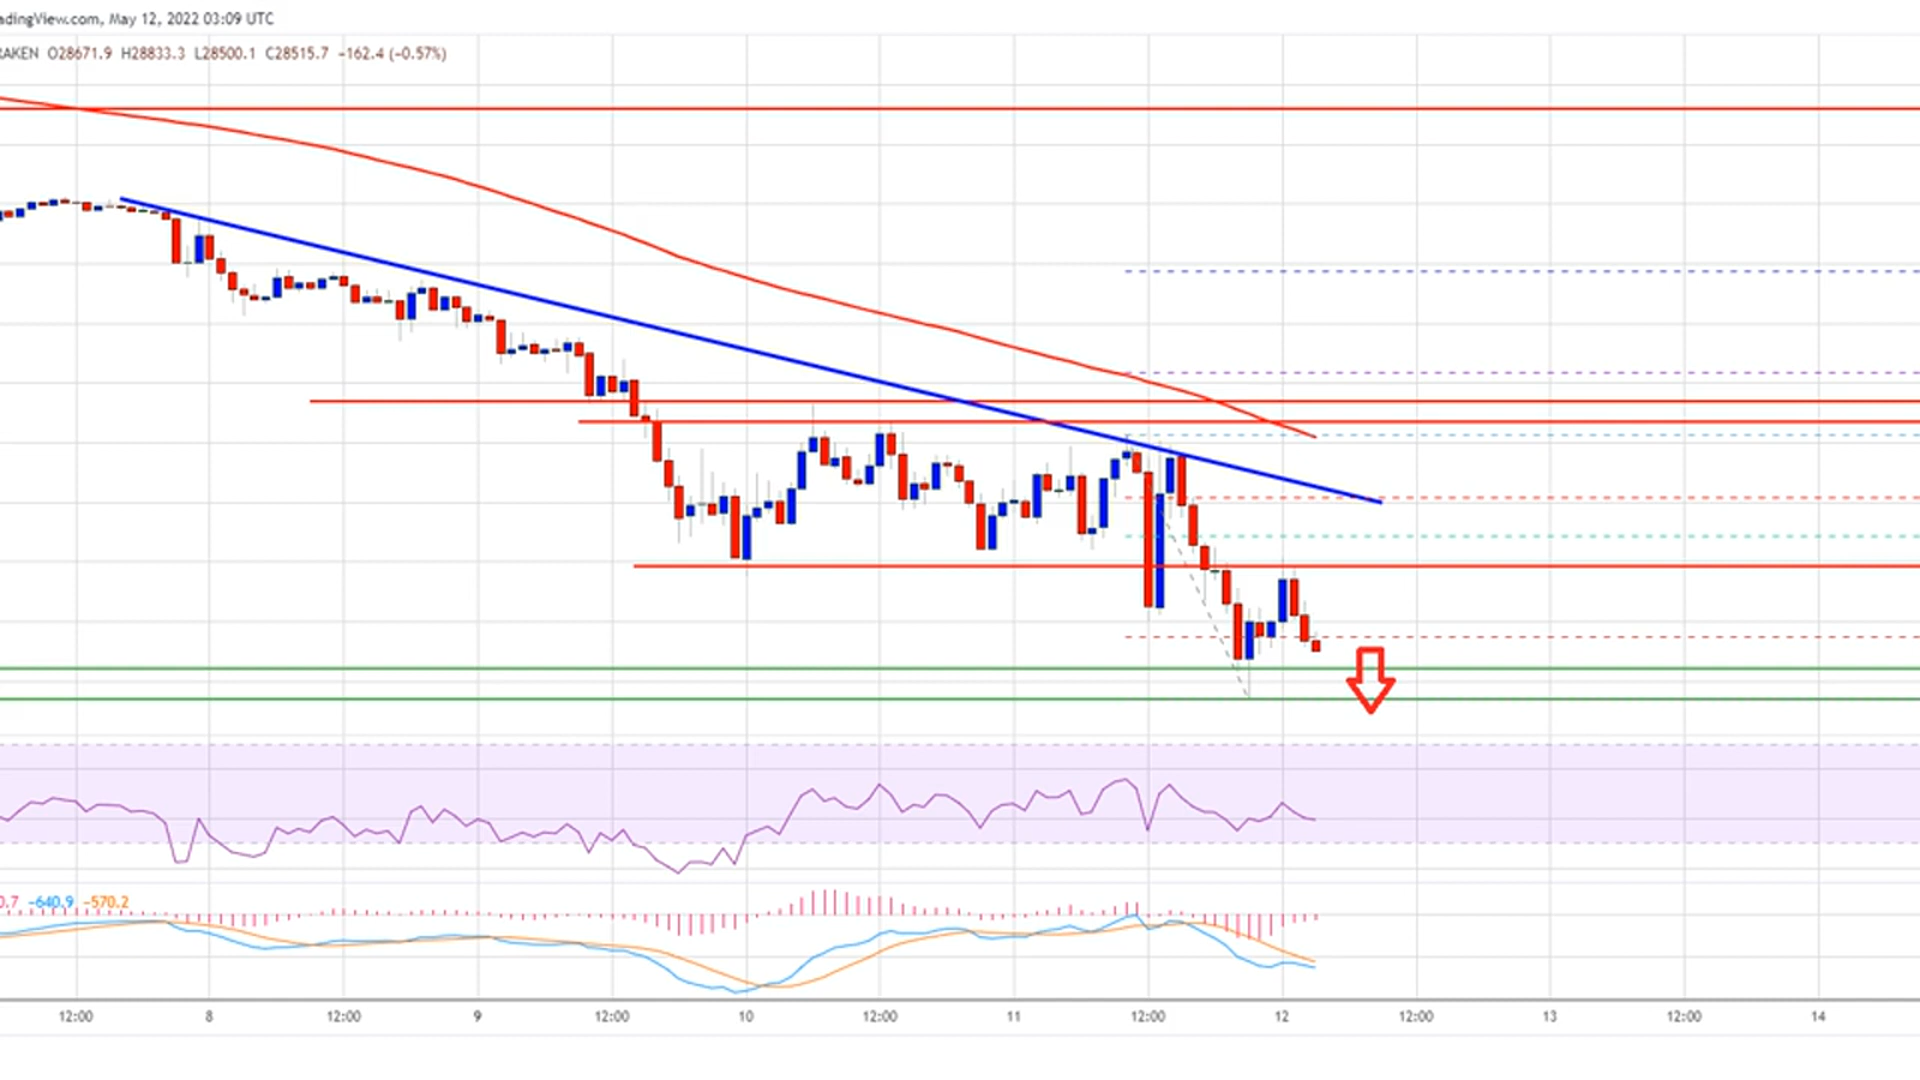 adingView.com, May 12, 2022 03:09 UTC
RAKEN O28671.9 H28833.3 L28500.1 C28515.7 −162.4 (−0.57%)
0.7 −640.9 −570.2
12:00 8 12:00 9 12:00 10 12:00 11 12:00 12 12:00 13 12:00 14